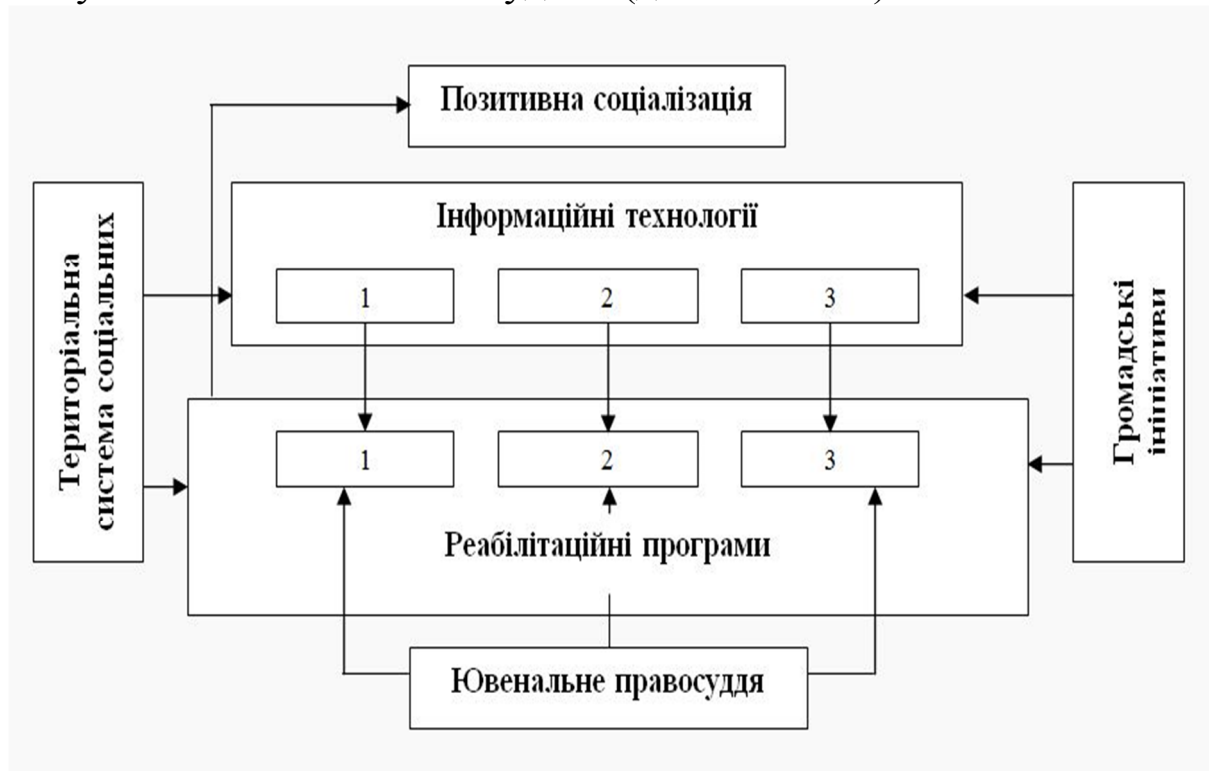 Позитивна соціалізація
Територіальна
система соціальних
Інформаційні технології
1 2 3
Громадські
ініціативи
1 2 3
Реабілітаційні програми
Ювенальне правосуддя